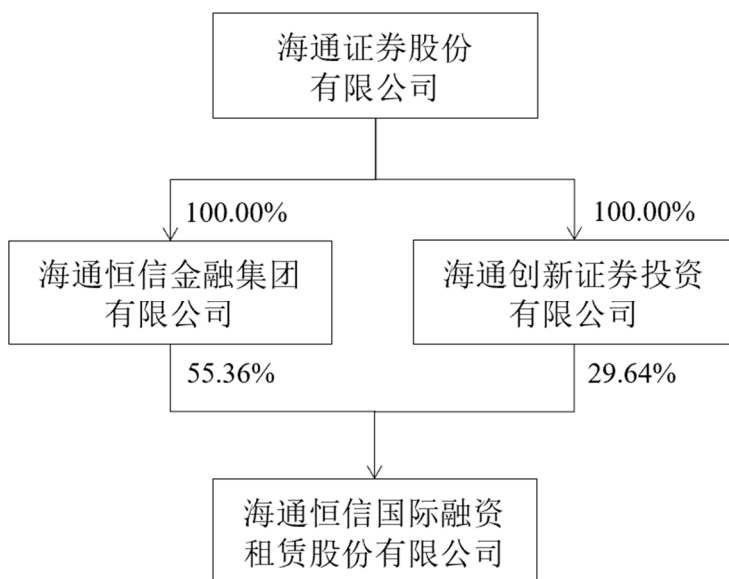 海通证券股份
有限公司
100.00%
100.00%
海通恒信金融集团
有限公司
海通创新证券投资
有限公司
55.36%
29.64%
海通恒信国际融资
租赁股份有限公司